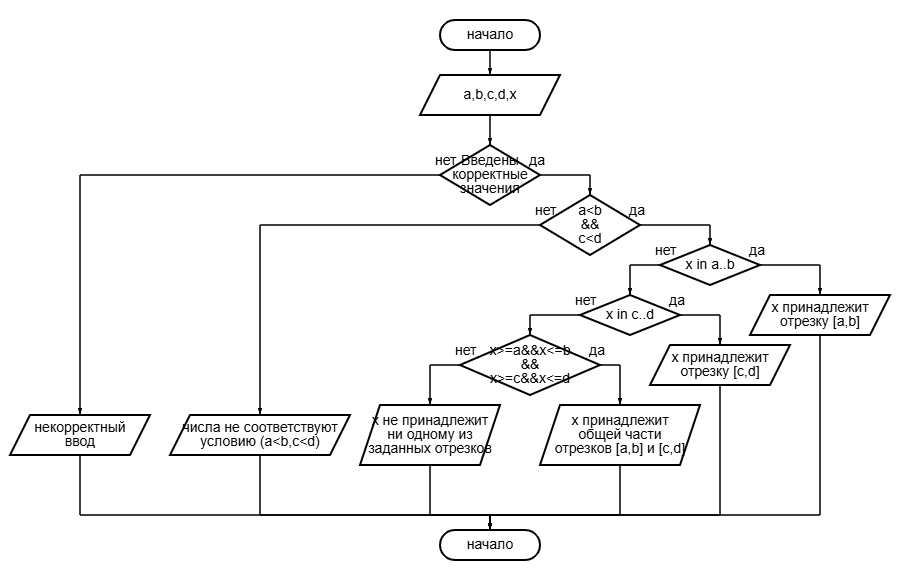 начало
a,b,c,d,x
нет
Введены
да
корректные
значения
нет
a<b
да
&&
c<d
нет
x in a..b
да
нет
x in c..d
да
x принадлежит
отрезку [a,b]
нет
x>=a&&x<=b
да
&&
x>=c&&x<=d
x принадлежит
отрезку [c,d]
некорректный
ввод
числа не соответствуют
условию (a<b,c<d)
x не принадлежит
ни одному из
заданных отрезков
x принадлежит
общей части
отрезков [a,b] и [c,d]
начало